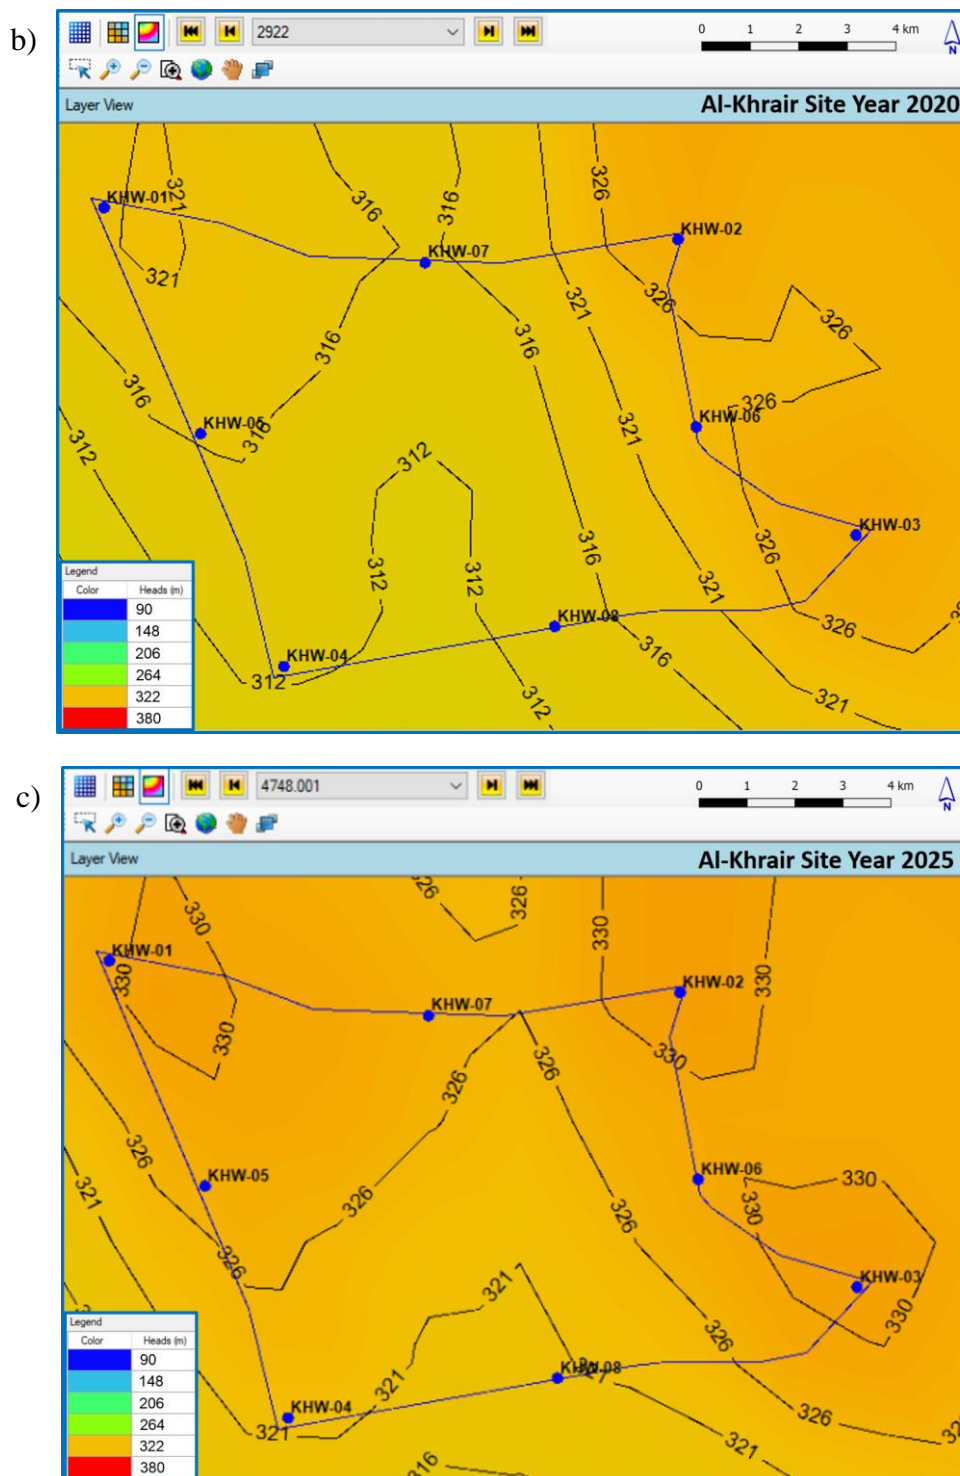 b)
2922
0 1 2 3 4 km
N
Layer View
Al-Khrair Site Year 2020
326
316
316
321
KHW-01
KHW-02
KHW-07
321
326
321
326
316
316
326
316
KHW-05
316
321
KHW-06
312
312
KHW-03
326
316
312
312
321
KHW-08
326
KHW-04
316
312
312
321
Legend
Color Heads (m)
90
148
206
264
322
380
c)
4748.001
0 1 2 3 4 km
N
Layer View
Al-Khrair Site Year 2025
326
326
330
330
330
KHW-01
330
KHW-02
KHW-07
330
330
326
326
326
KHW-05
KHW-06
330
321
326
330
326
326
KHW-03
321
330
326
KHW-08
321
321
KHW-04
326
321
321
316
Legend
Color Heads (m)
90
148
206
264
322
380